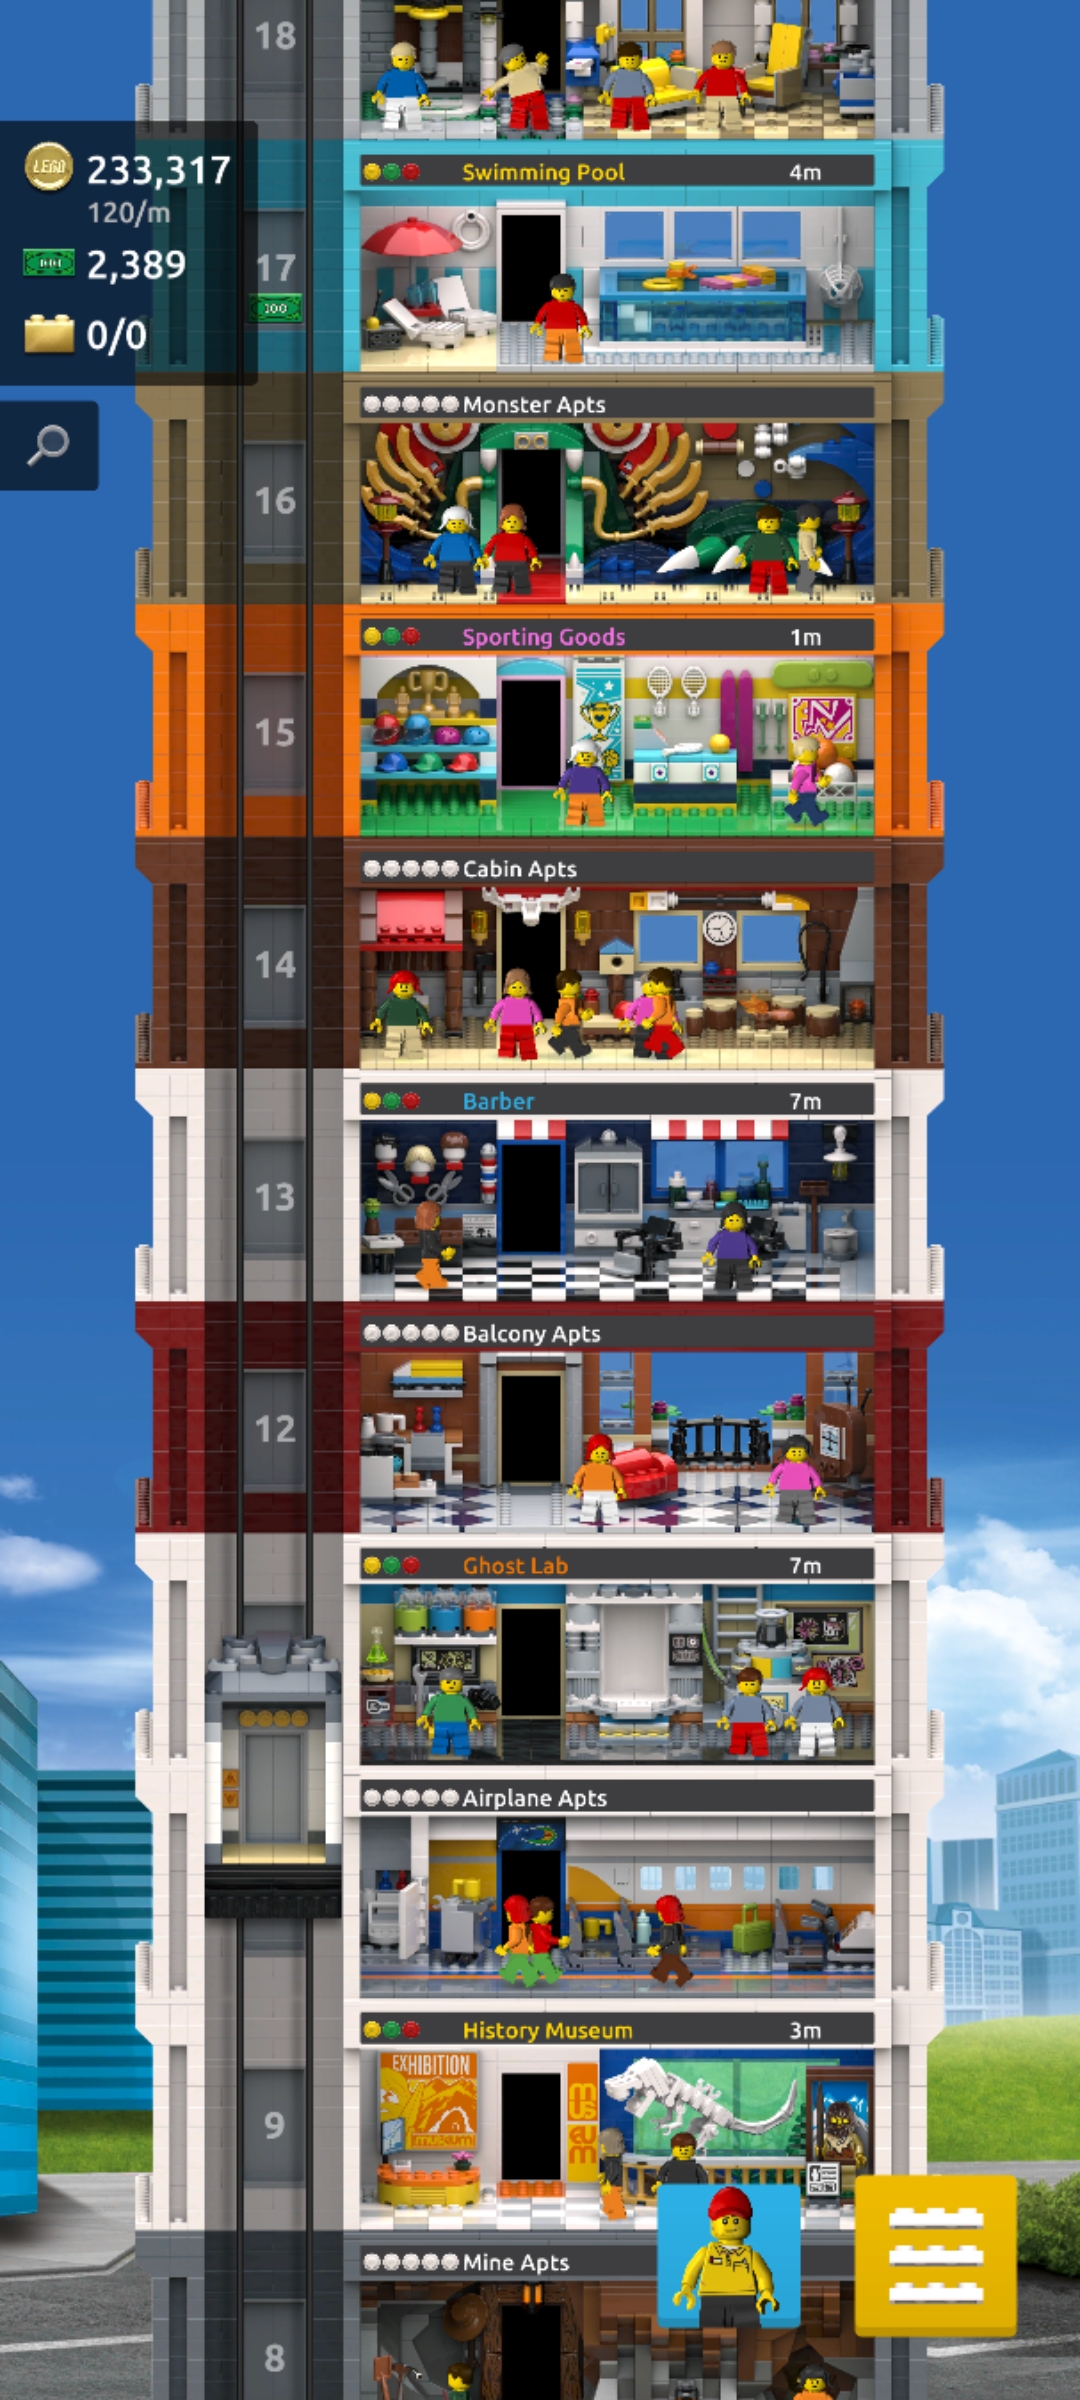 18
LEGO 233,317
120/m
2,389
0/0
Swimming Pool 4m
17
100
Monster Apts
16
Sporting Goods 1m
15
Cabin Apts
14
Barber 7m
13
Balcony Apts
12
Ghost Lab 7m
Airplane Apts
History Museum 3m
EXHIBITION
museum
MUSEUM
9
Mine Apts
8